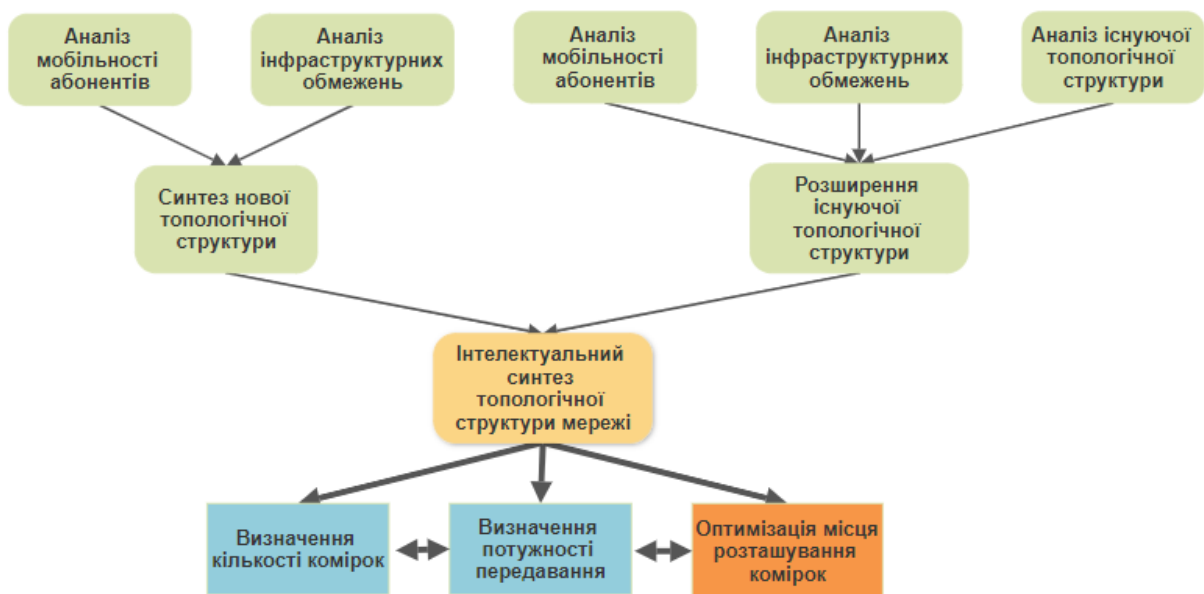 Аналіз
мобільності
абонентів
Аналіз
інфраструктурних
обмежень
Аналіз
мобільності
абонентів
Аналіз
інфраструктурних
обмежень
Аналіз існуючої
топологічної
структури
Синтез нової
топологічної
структури
Розширення
існуючої
топологічної
структури
Інтелектуальний
синтез
топологічної
структури мережі
Визначення
кількості комірок
Визначення
потужності
передавання
Оптимізація місця
розташування
комірок